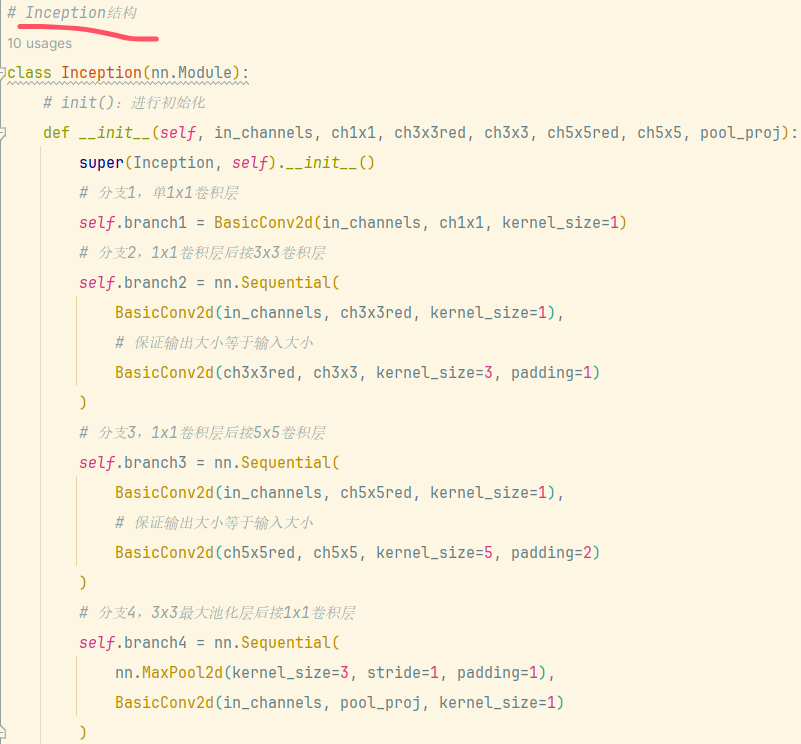 # Inception结构
10 usages
class Inception(nn.Module):
# init()：进行初始化
def __init__(self, in_channels, ch1x1, ch3x3red, ch3x3, ch5x5red, ch5x5, pool_proj):
super(Inception, self).__init__()
# 分支1，单1x1卷积层
self.branch1 = BasicConv2d(in_channels, ch1x1, kernel_size=1)
# 分支2，1x1卷积层后接3x3卷积层
self.branch2 = nn.Sequential(
BasicConv2d(in_channels, ch3x3red, kernel_size=1),
# 保证输出大小等于输入大小
BasicConv2d(ch3x3red, ch3x3, kernel_size=3, padding=1)
)
# 分支3，1x1卷积层后接5x5卷积层
self.branch3 = nn.Sequential(
BasicConv2d(in_channels, ch5x5red, kernel_size=1),
# 保证输出大小等于输入大小
BasicConv2d(ch5x5red, ch5x5, kernel_size=5, padding=2)
)
# 分支4，3x3最大池化层后接1x1卷积层
self.branch4 = nn.Sequential(
nn.MaxPool2d(kernel_size=3, stride=1, padding=1),
BasicConv2d(in_channels, pool_proj, kernel_size=1)
)